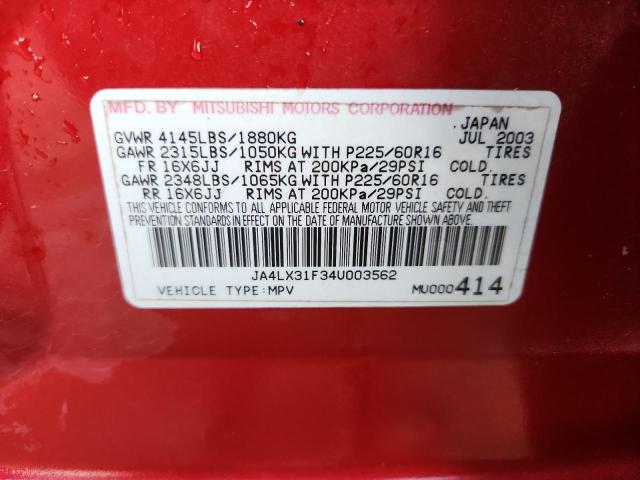 MFD. BY MITSUBISHI MOTORS CORPORATION
JAPAN
GVWR 4145LBS/1880KG JUL 2003
GAWR 2315LBS/1050KG WITH P225/60R16 TIRES
FR 16X6JJ RIMS AT 200KPa/29PSI COLD.
GAWR 2348LBS/1065KG WITH P225/60R16 TIRES
RR 16X6JJ RIMS AT 200KPa/29PSI COLD.
THIS VEHICLE CONFORMS TO ALL APPLICABLE FEDERAL MOTOR VEHICLE SAFETY AND THEFT
PREVENTION STANDARDS IN EFFECT ON THE DATE OF MANUFACTURE SHOWN ABOVE.
JA4LX31F34U003562
VEHICLE TYPE:MPV MU000414